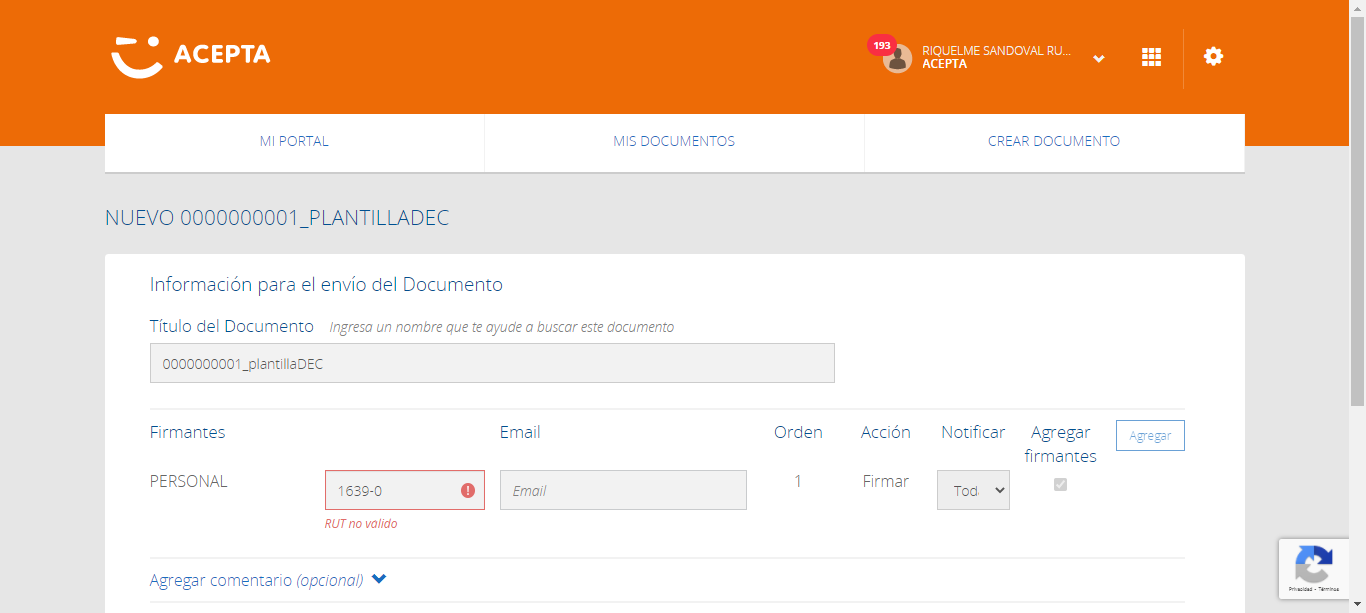 ACEPTA
193
RIQUELME SANDOVAL RU...
ACEPTA
MI PORTAL
MIS DOCUMENTOS
CREAR DOCUMENTO
NUEVO 0000000001_PLANTILLADEC
Información para el envío del Documento
Título del Documento Ingresa un nombre que te ayude a buscar este documento
0000000001_plantillaDEC
Firmantes Email Orden Acción Notificar Agregar firmantes Agregar
PERSONAL 1639-0 Email 1 Firmar Tod
RUT no valido
Agregar comentario (opcional)
Privacidad - Términos